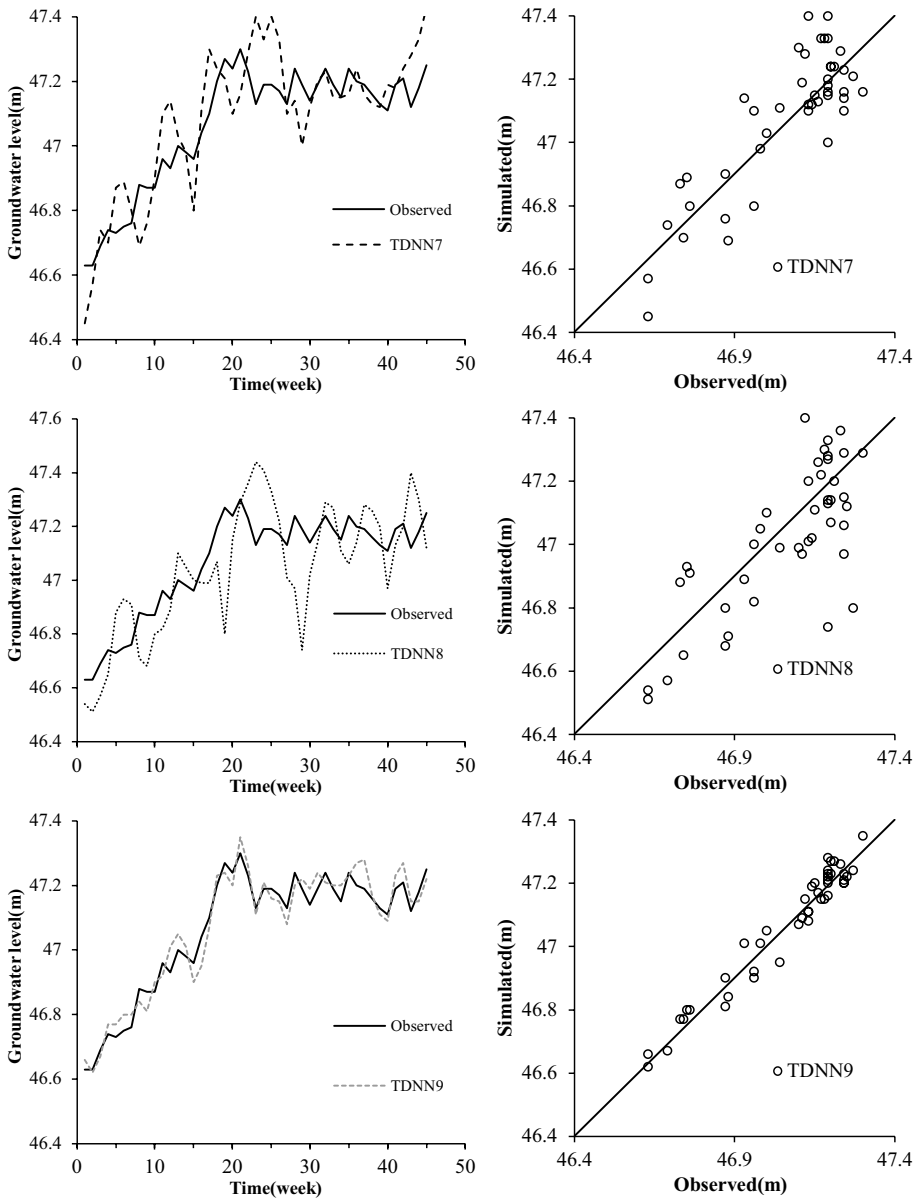 47.4
47.2
47
46.8
46.6
46.4
Groundwater level(m)
Observed
TDNN7
0 10 20 30 40 50
Time(week)
47.4
47.2
47
46.8
46.6
46.4
Simulated(m)
TDNN7
46.4 46.9 47.4
Observed(m)
47.6
47.4
47.2
47
46.8
46.6
46.4
Groundwater level(m)
Observed
TDNN8
0 10 20 30 40 50
Time(week)
47.4
47.2
47
46.8
46.6
46.4
Simulated(m)
TDNN8
46.4 46.9 47.4
Observed(m)
47.4
47.2
47
46.8
46.6
46.4
Groundwater level(m)
Observed
TDNN9
0 10 20 30 40 50
Time(week)
47.4
47.2
47
46.8
46.6
46.4
Simulated(m)
TDNN9
46.4 46.9 47.4
Observed(m)